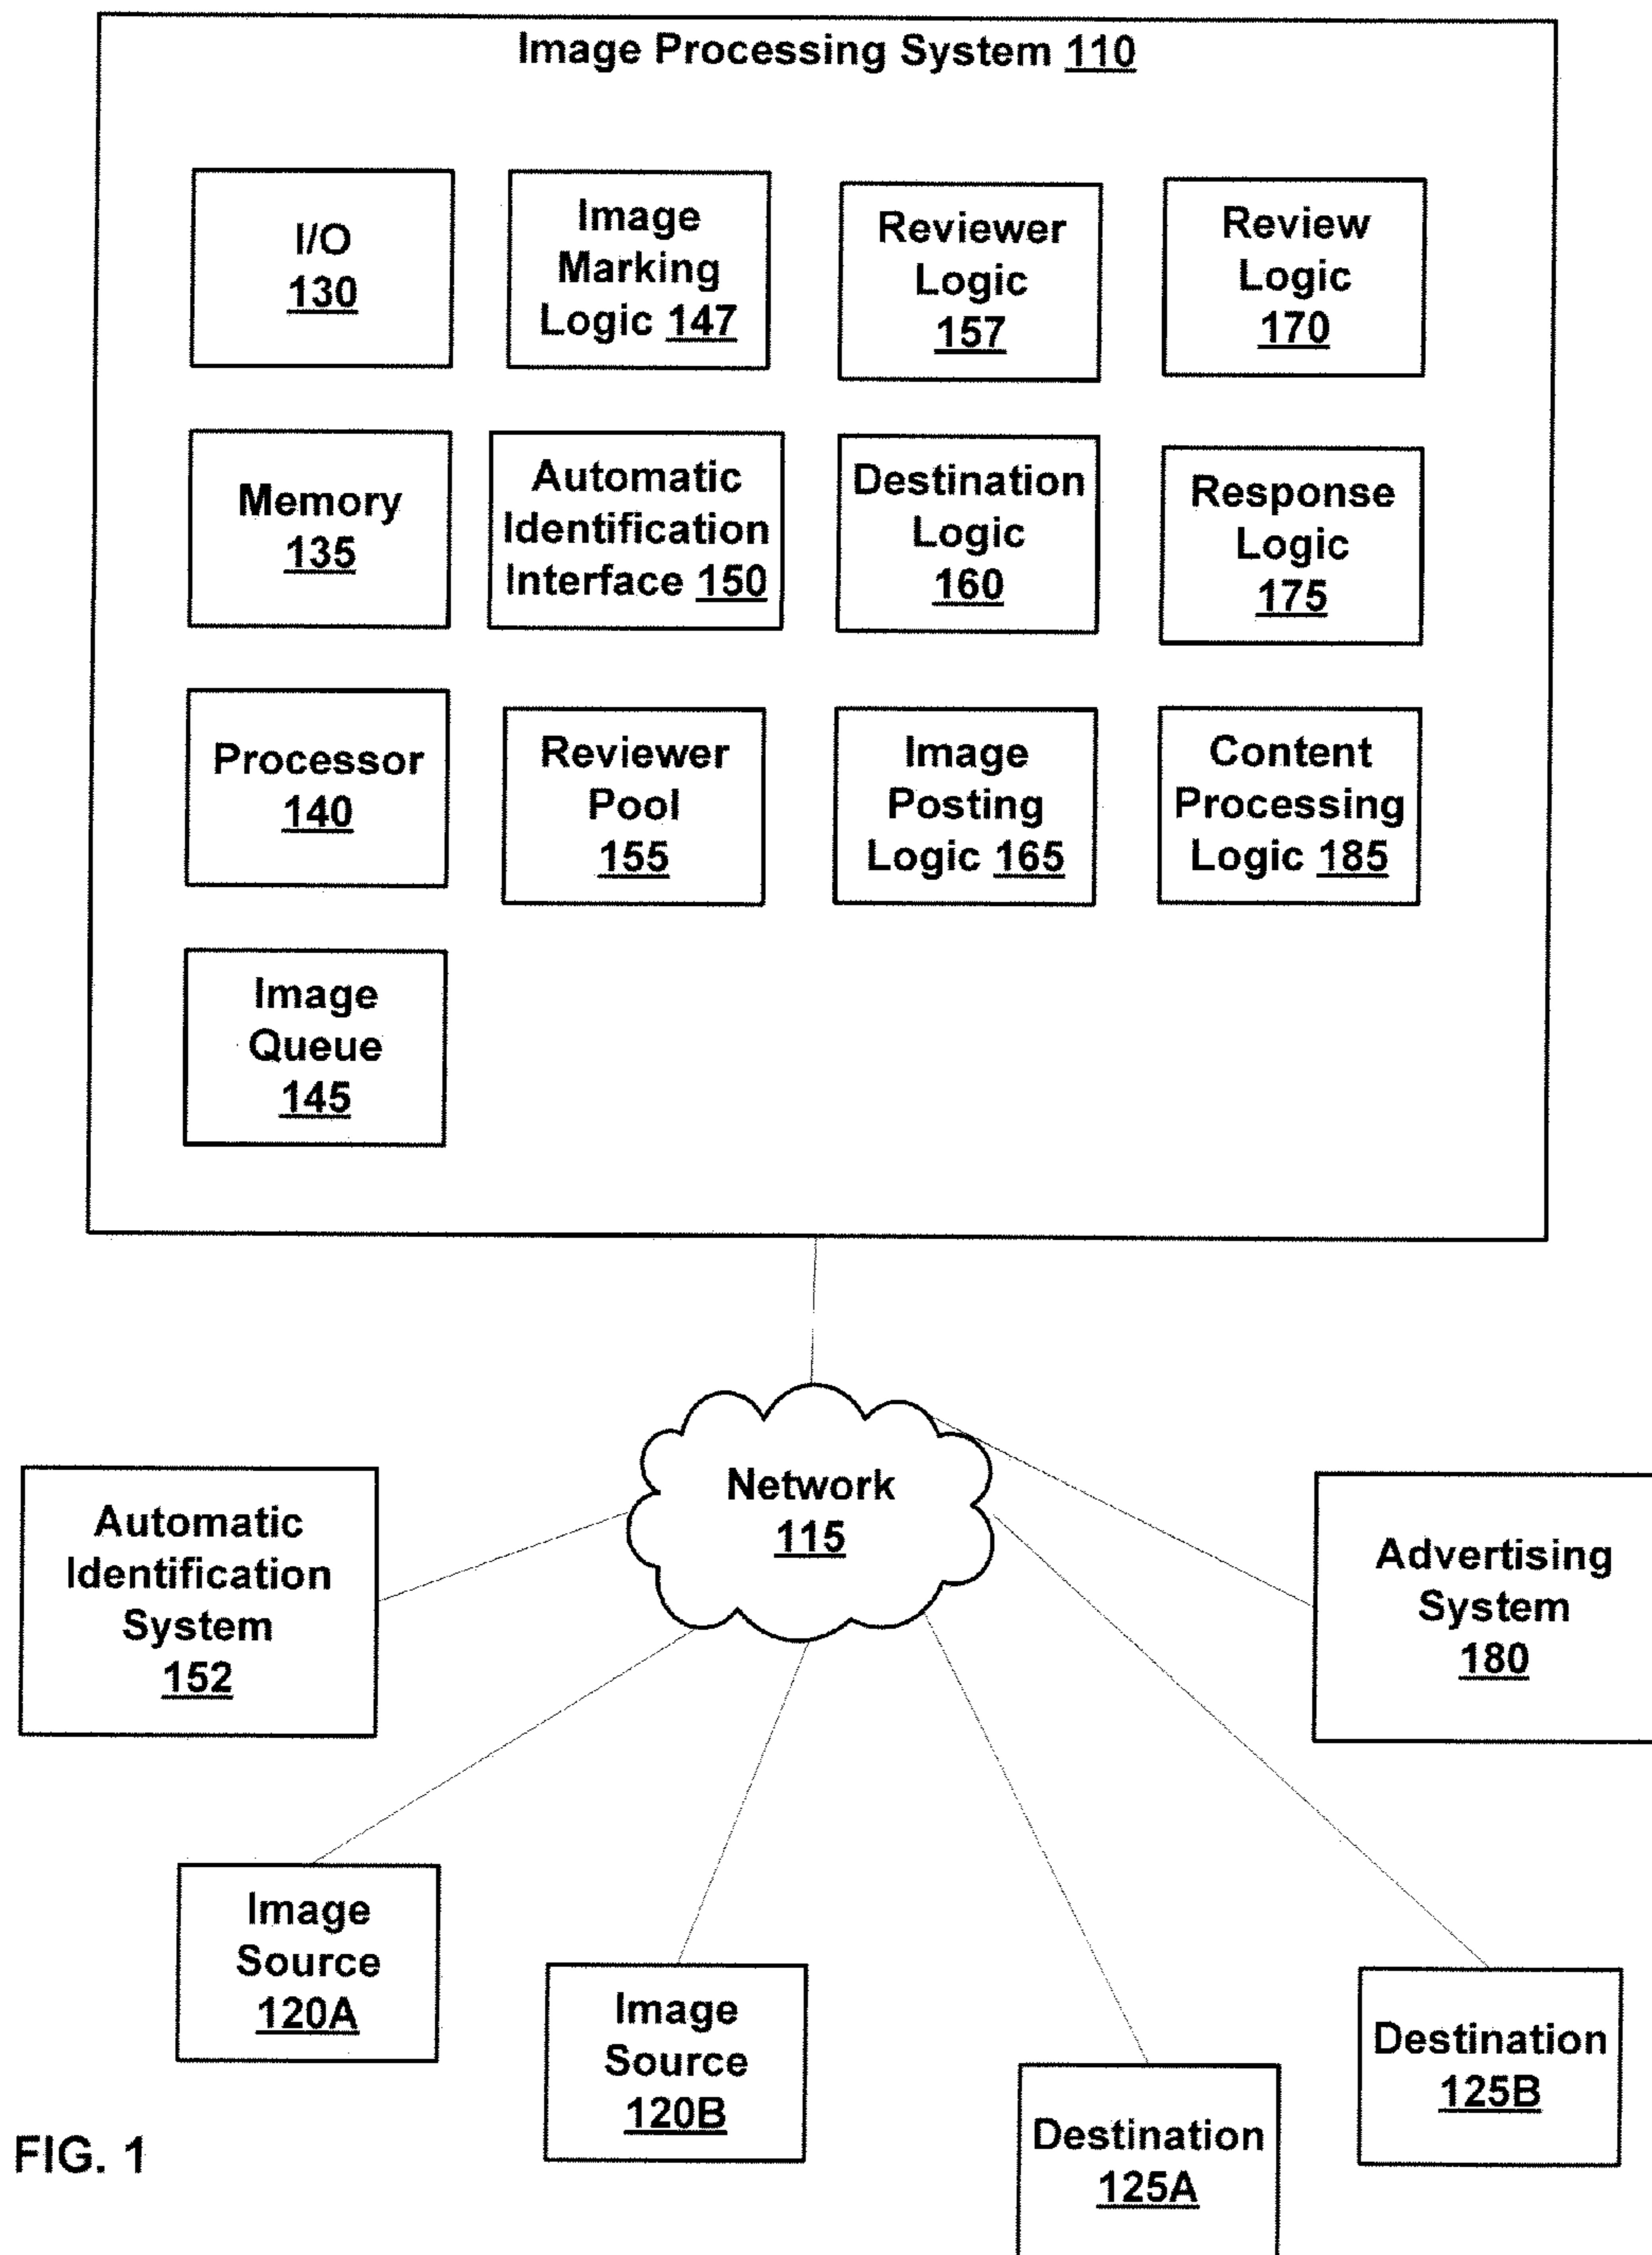 Image Processing System 110
I/O
130
Image
Marking
Logic 147
Reviewer
Logic
157
Review
Logic
170
Memory
135
Automatic
Identification
Interface 150
Destination
Logic
160
Response
Logic
175
Processor
140
Reviewer
Pool
155
Image
Posting
Logic 165
Content
Processing
Logic 185
Image
Queue
145
Network
115
Automatic
Identification
System
152
Advertising
System
180
Image
Source
120A
Image
Source
120B
Destination
125A
Destination
125B
FIG. 1